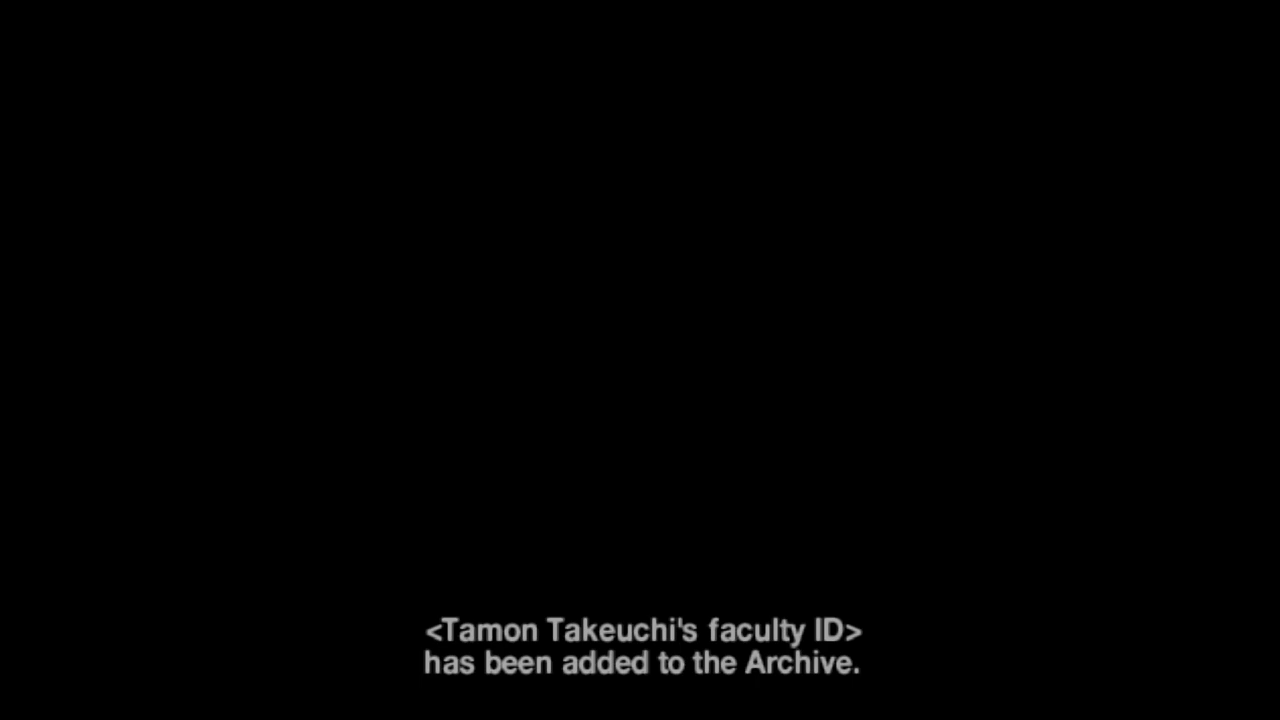 <Tamon Takeuchi's faculty ID>
has been added to the Archive.